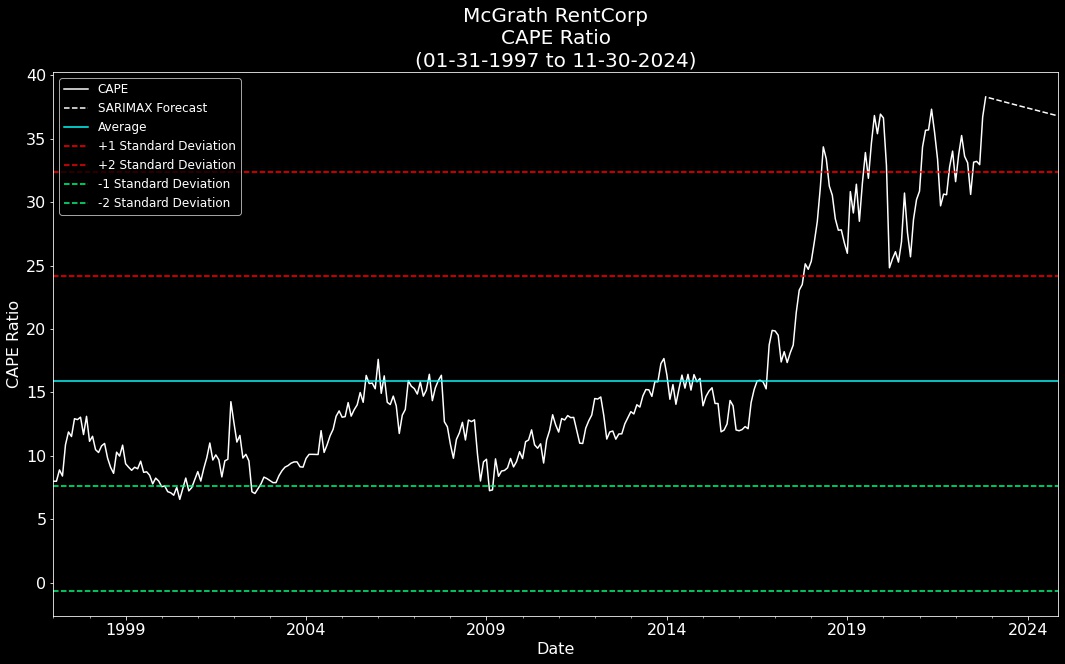 McGrath RentCorp
CAPE Ratio
(01-31-1997 to 11-30-2024)
CAPE
SARIMAX Forecast
Average
+1 Standard Deviation
+2 Standard Deviation
-1 Standard Deviation
-2 Standard Deviation
CAPE Ratio
40
35
30
25
20
15
10
5
0
1999
2004
2009
2014
2019
2024
Date